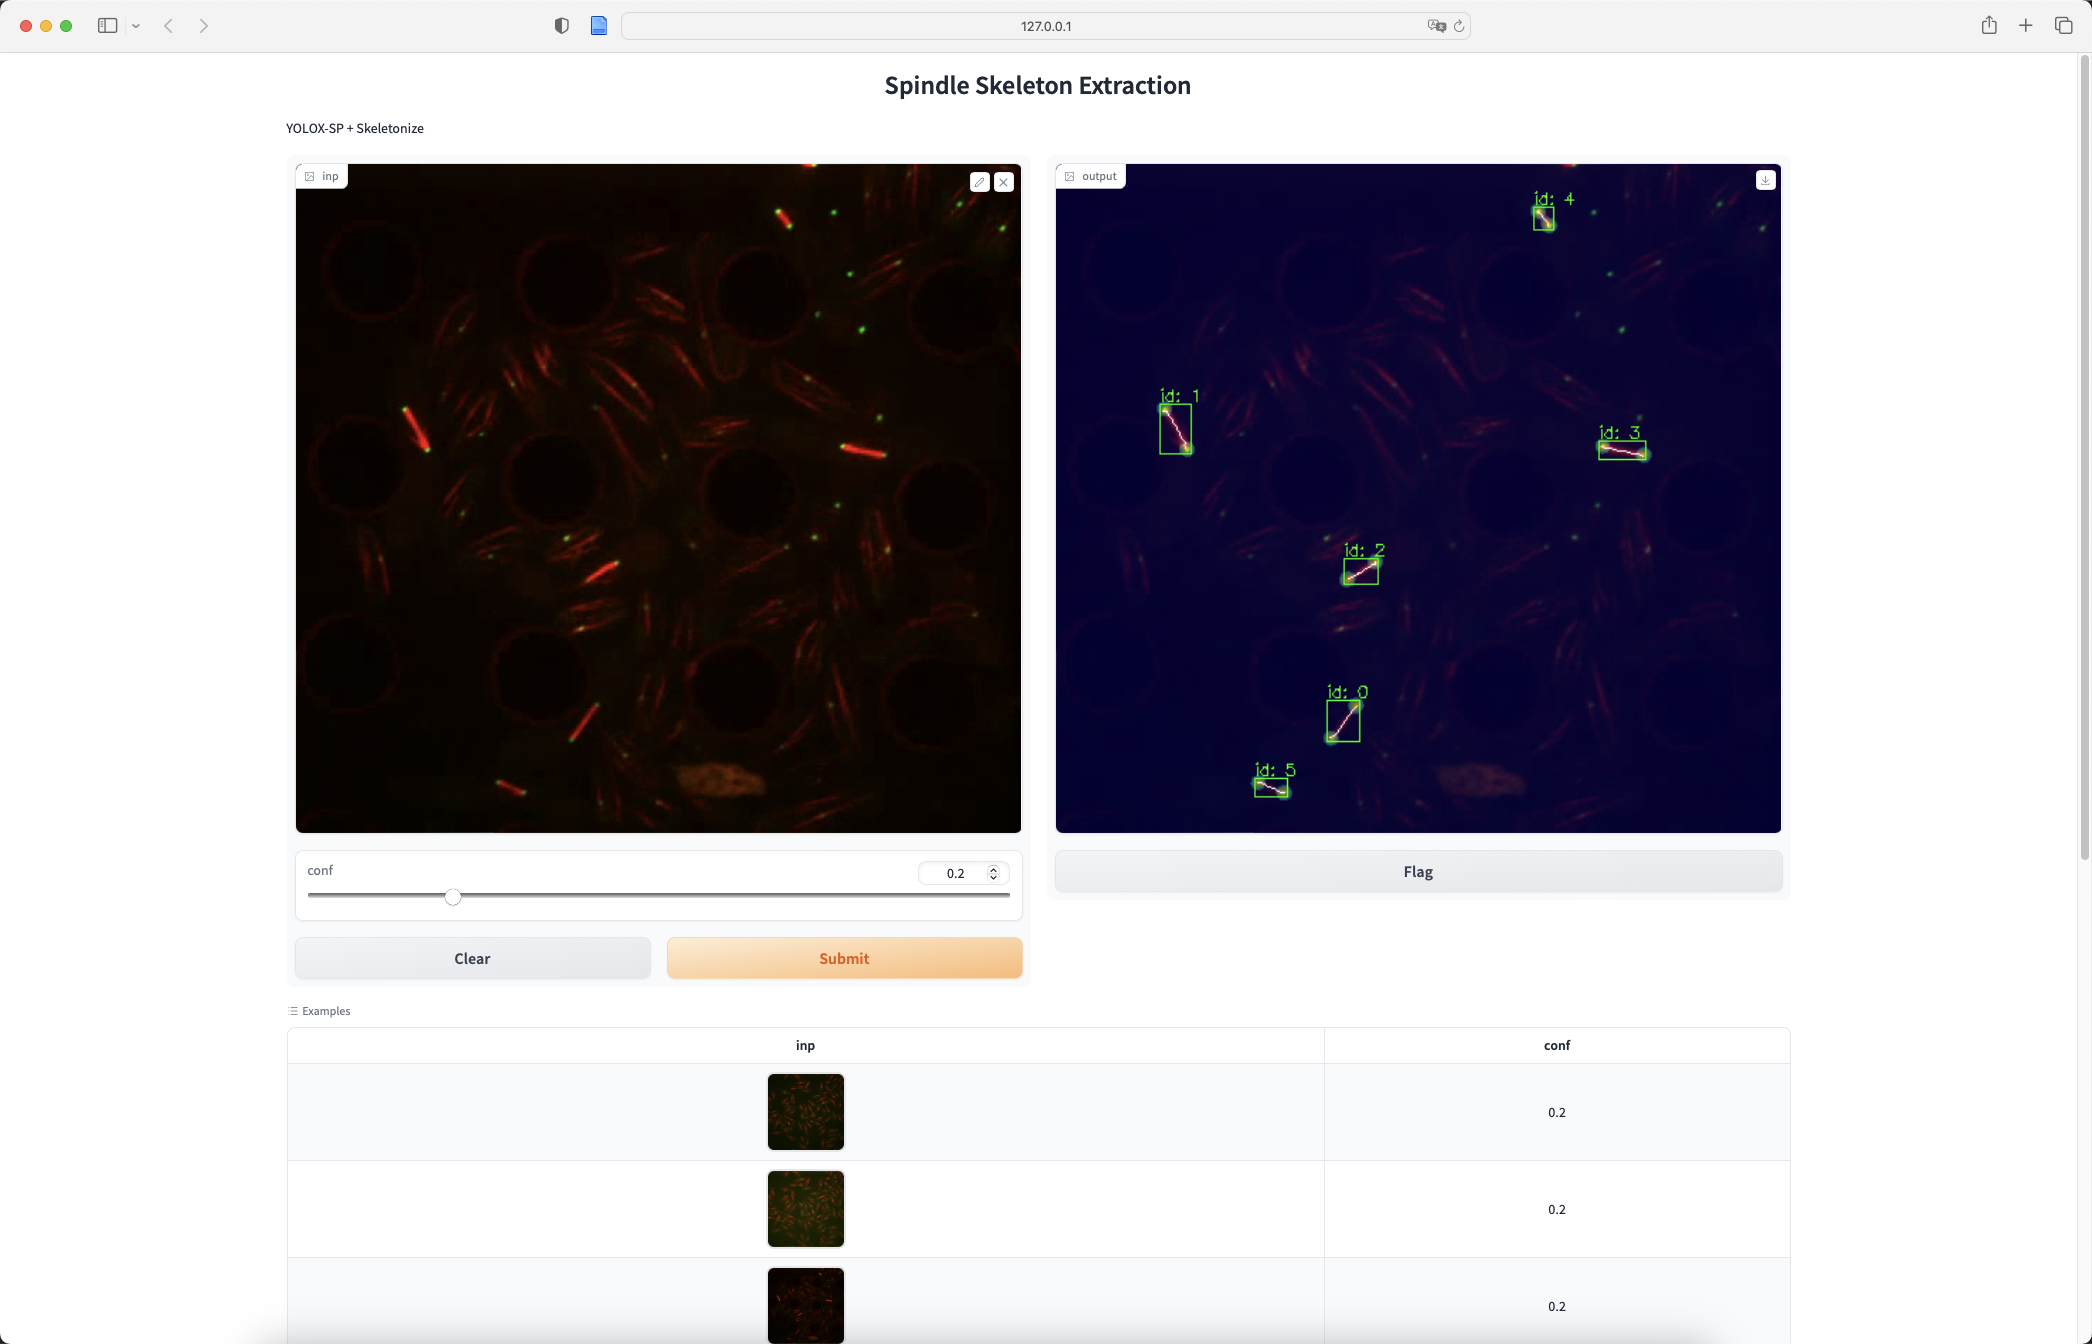 127.0.0.1
Spindle Skeleton Extraction
YOLOX-SP + Skeletonize
inp
output
id: 4
id: 1
id: 3
id: 2
id: 0
id: 5
conf
0.2
Flag
Clear
Submit
Examples
inp
conf
0.2
0.2
0.2